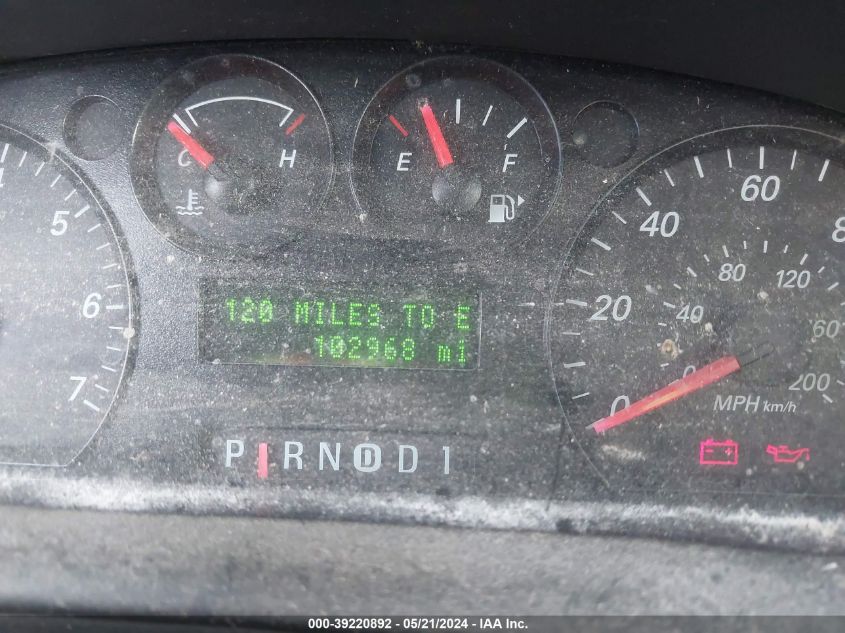 C H
E F
5
6
7
120 MILES TO E
102968 mi
0 20 40 60 8
0 40 80 120
200
MPH km/h
P R N D D 1
000-39220892 - 05/21/2024 - IAA Inc.